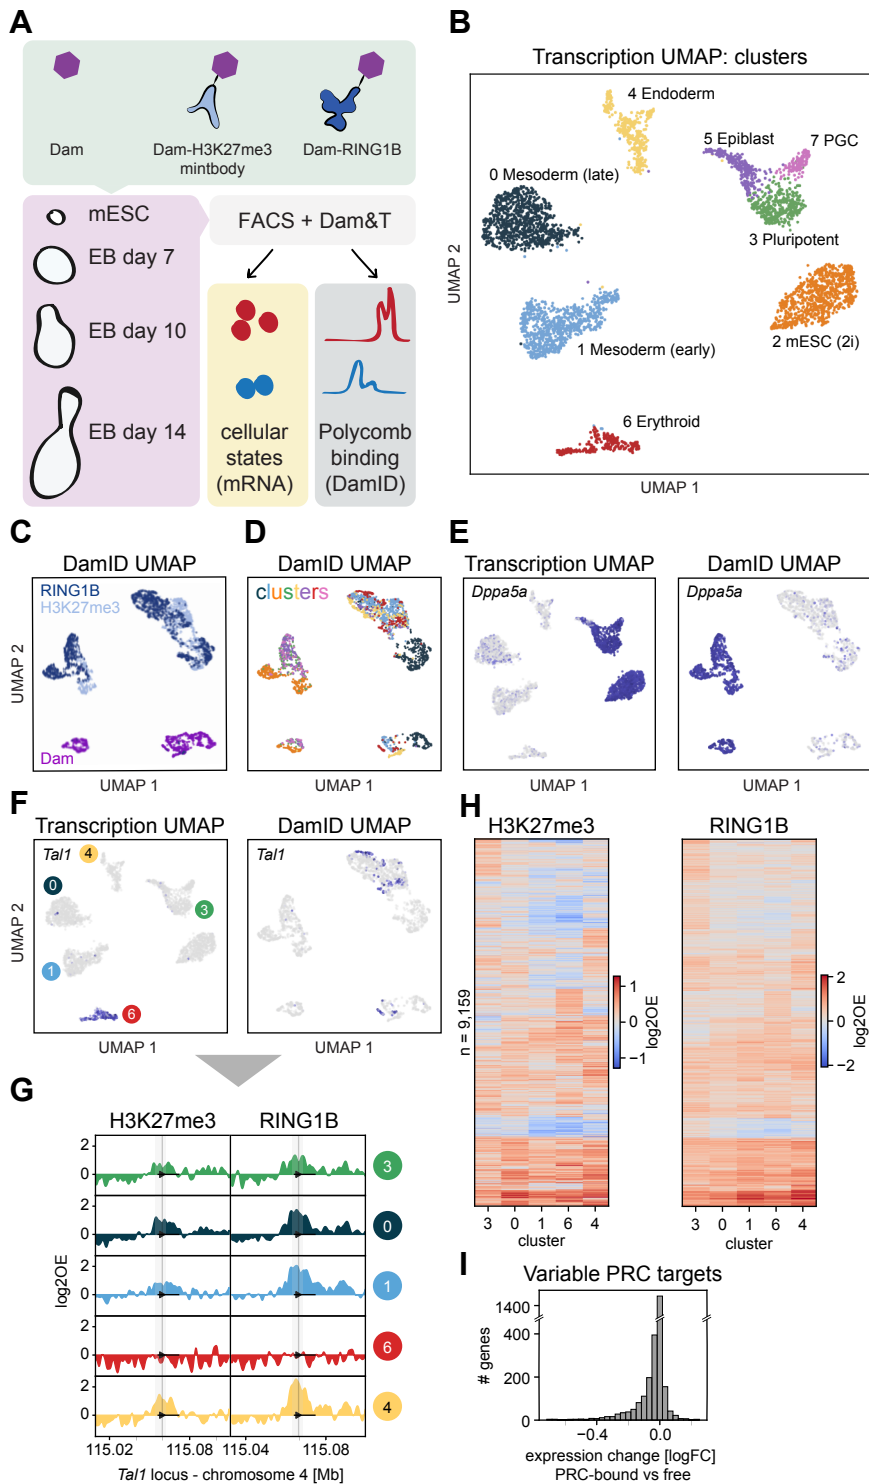 A
Dam
Dam-H3K27me3
mintbody
Dam-RING1B
mESC
EB day 7
EB day 10
EB day 14
FACS + Dam&T
cellular
states
(mRNA)
Polycomb
binding
(DamID)
B
Transcription UMAP: clusters
4 Endoderm
5 Epiblast
7 PGC
0 Mesoderm (late)
3 Pluripotent
1 Mesoderm (early)
2 mESC (2i)
6 Erythroid
UMAP 2
UMAP 1
C
DamID UMAP
RING1B
H3K27me3
Dam
UMAP 2
UMAP 1
D
DamID UMAP
clusters
UMAP 1
E
Transcription UMAP
Dppa5a
UMAP 1
DamID UMAP
Dppa5a
UMAP 1
F
Transcription UMAP
Tal1
4
0
3
1
6
UMAP 2
UMAP 1
DamID UMAP
Tal1
UMAP 1
G
H3K27me3
RING1B
2
0
3
2
0
0
2
0
1
2
0
6
2
0
4
log2OE
115.02
115.08
115.04
115.08
Tal1 locus - chromosome 4 [Mb]
H
H3K27me3
RING1B
n = 9,159
1
0
−1
log2OE
2
0
−2
log2OE
3 0 1 6 4
cluster
3 0 1 6 4
cluster
I
Variable PRC targets
1400
400
200
0
# genes
−0.4
0.0
expression change [logFC]
PRC-bound vs free